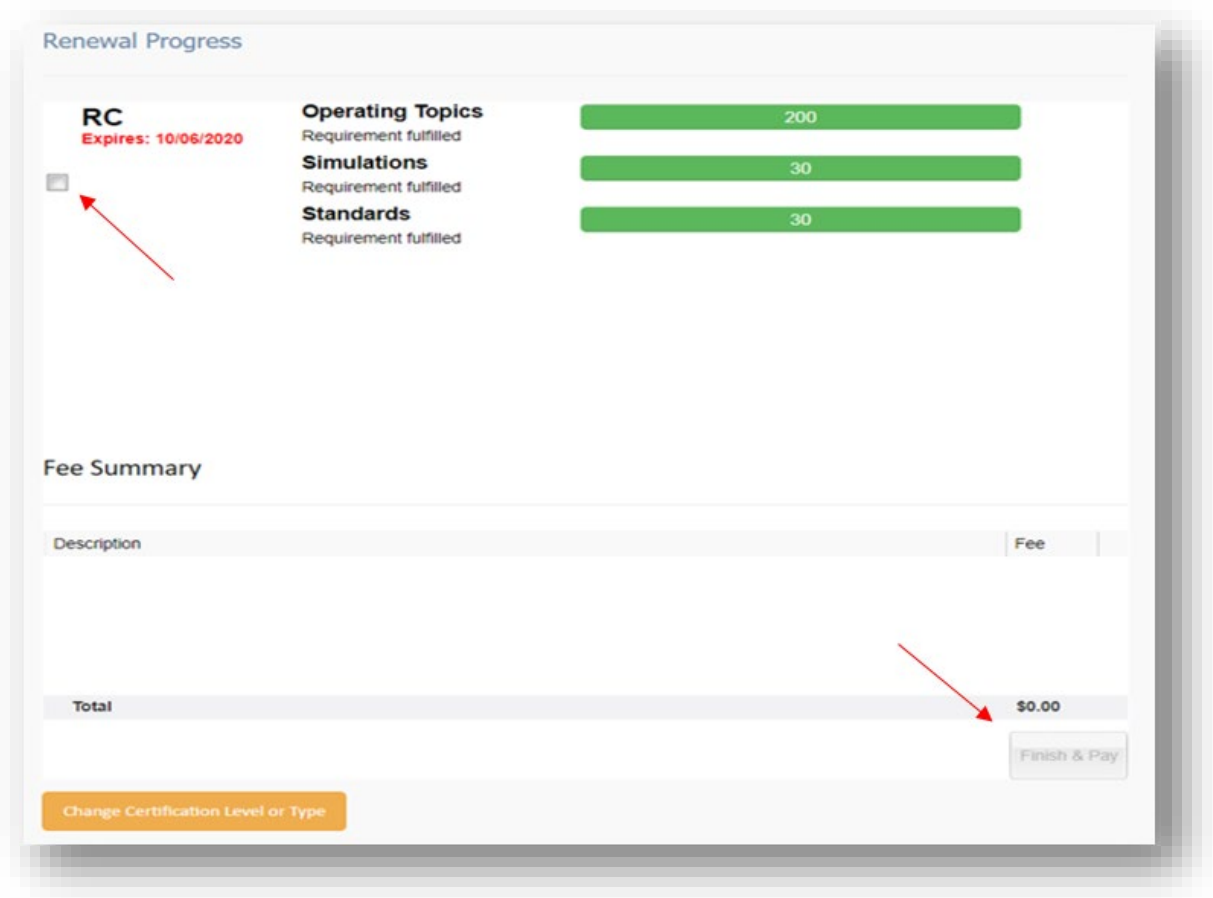 Renewal Progress
RC
Expires: 10/06/2020
Operating Topics
Requirement fulfilled
200
Simulations
Requirement fulfilled
30
Standards
Requirement fulfilled
30
Fee Summary
Description Fee
Total $0.00
Finish & Pay
Change Certification Level or Type